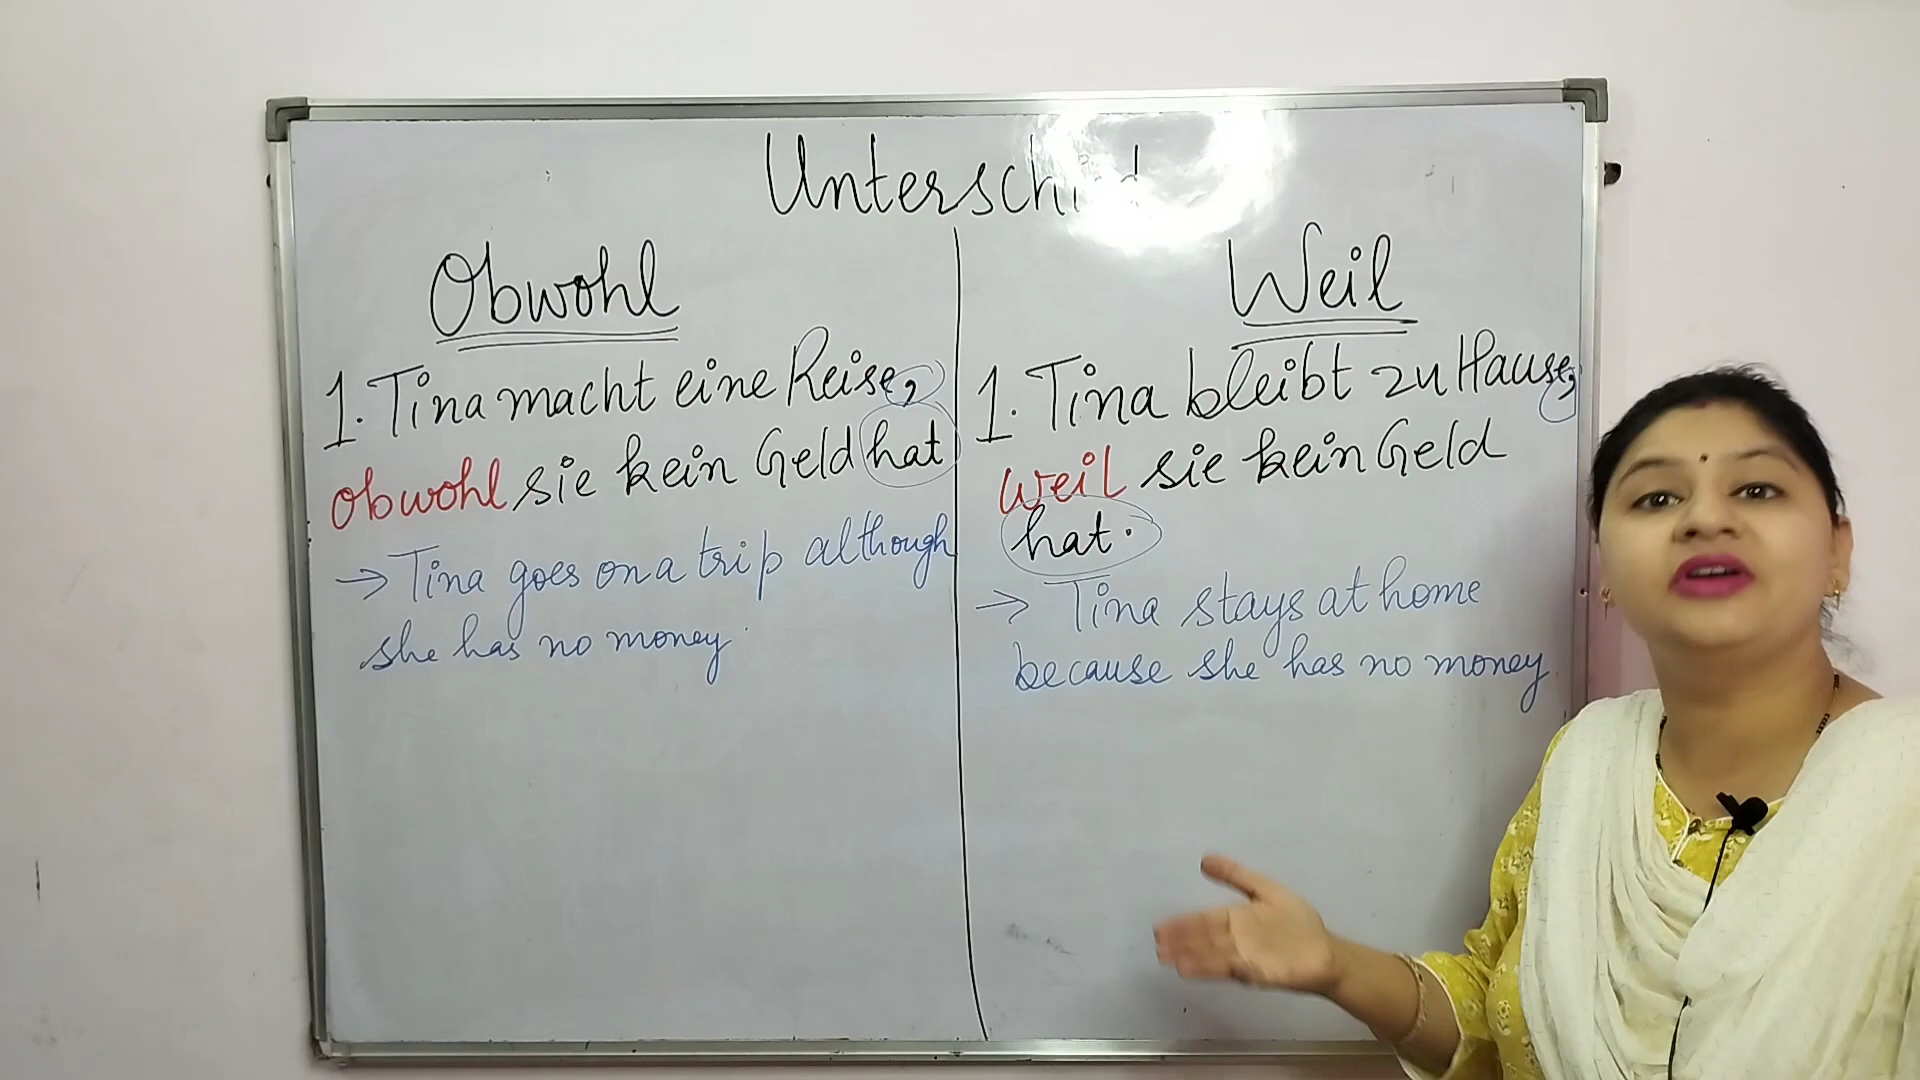 Obwohl
1. Tina macht eine Reise,
obwohl sie kein Geld hat
→ Tina goes on a trip although
she has no money.
Weil
1. Tina bleibt zu Hause,
weil sie kein Geld
hat.
→ Tina stays at home
because she has no money.